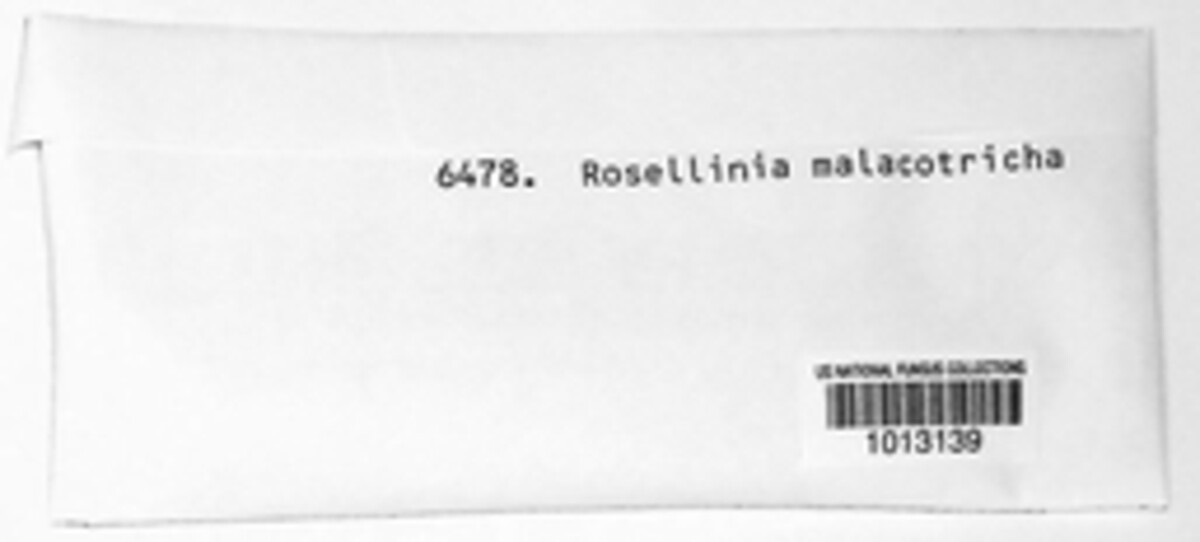 6478. Rosellinia malacotricha
US NATIONAL FUNGUS COLLECTIONS
1013139